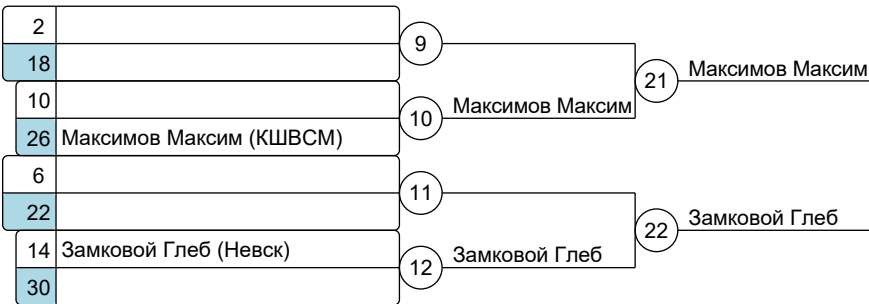 2
9
18
21 Максимов Максим
10
10 Максимов Максим
26 Максимов Максим (КШВСМ)
6
11
22
22 Замковой Глеб
14 Замковой Глеб (Невск)
12 Замковой Глеб
30